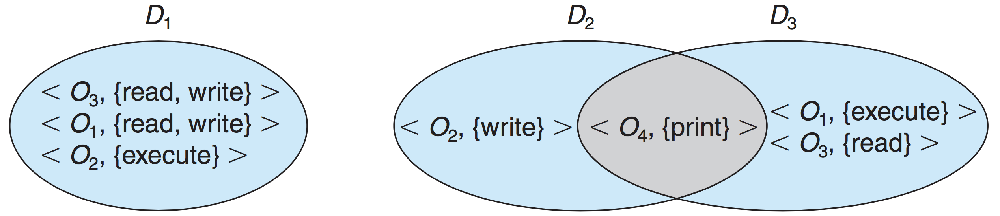 D₁
D₂
D₃
< O₃, {read, write} >
< O₁, {read, write} >
< O₂, {execute} >
< O₂, {write} >
< O₄, {print} >
< O₁, {execute} >
< O₃, {read} >